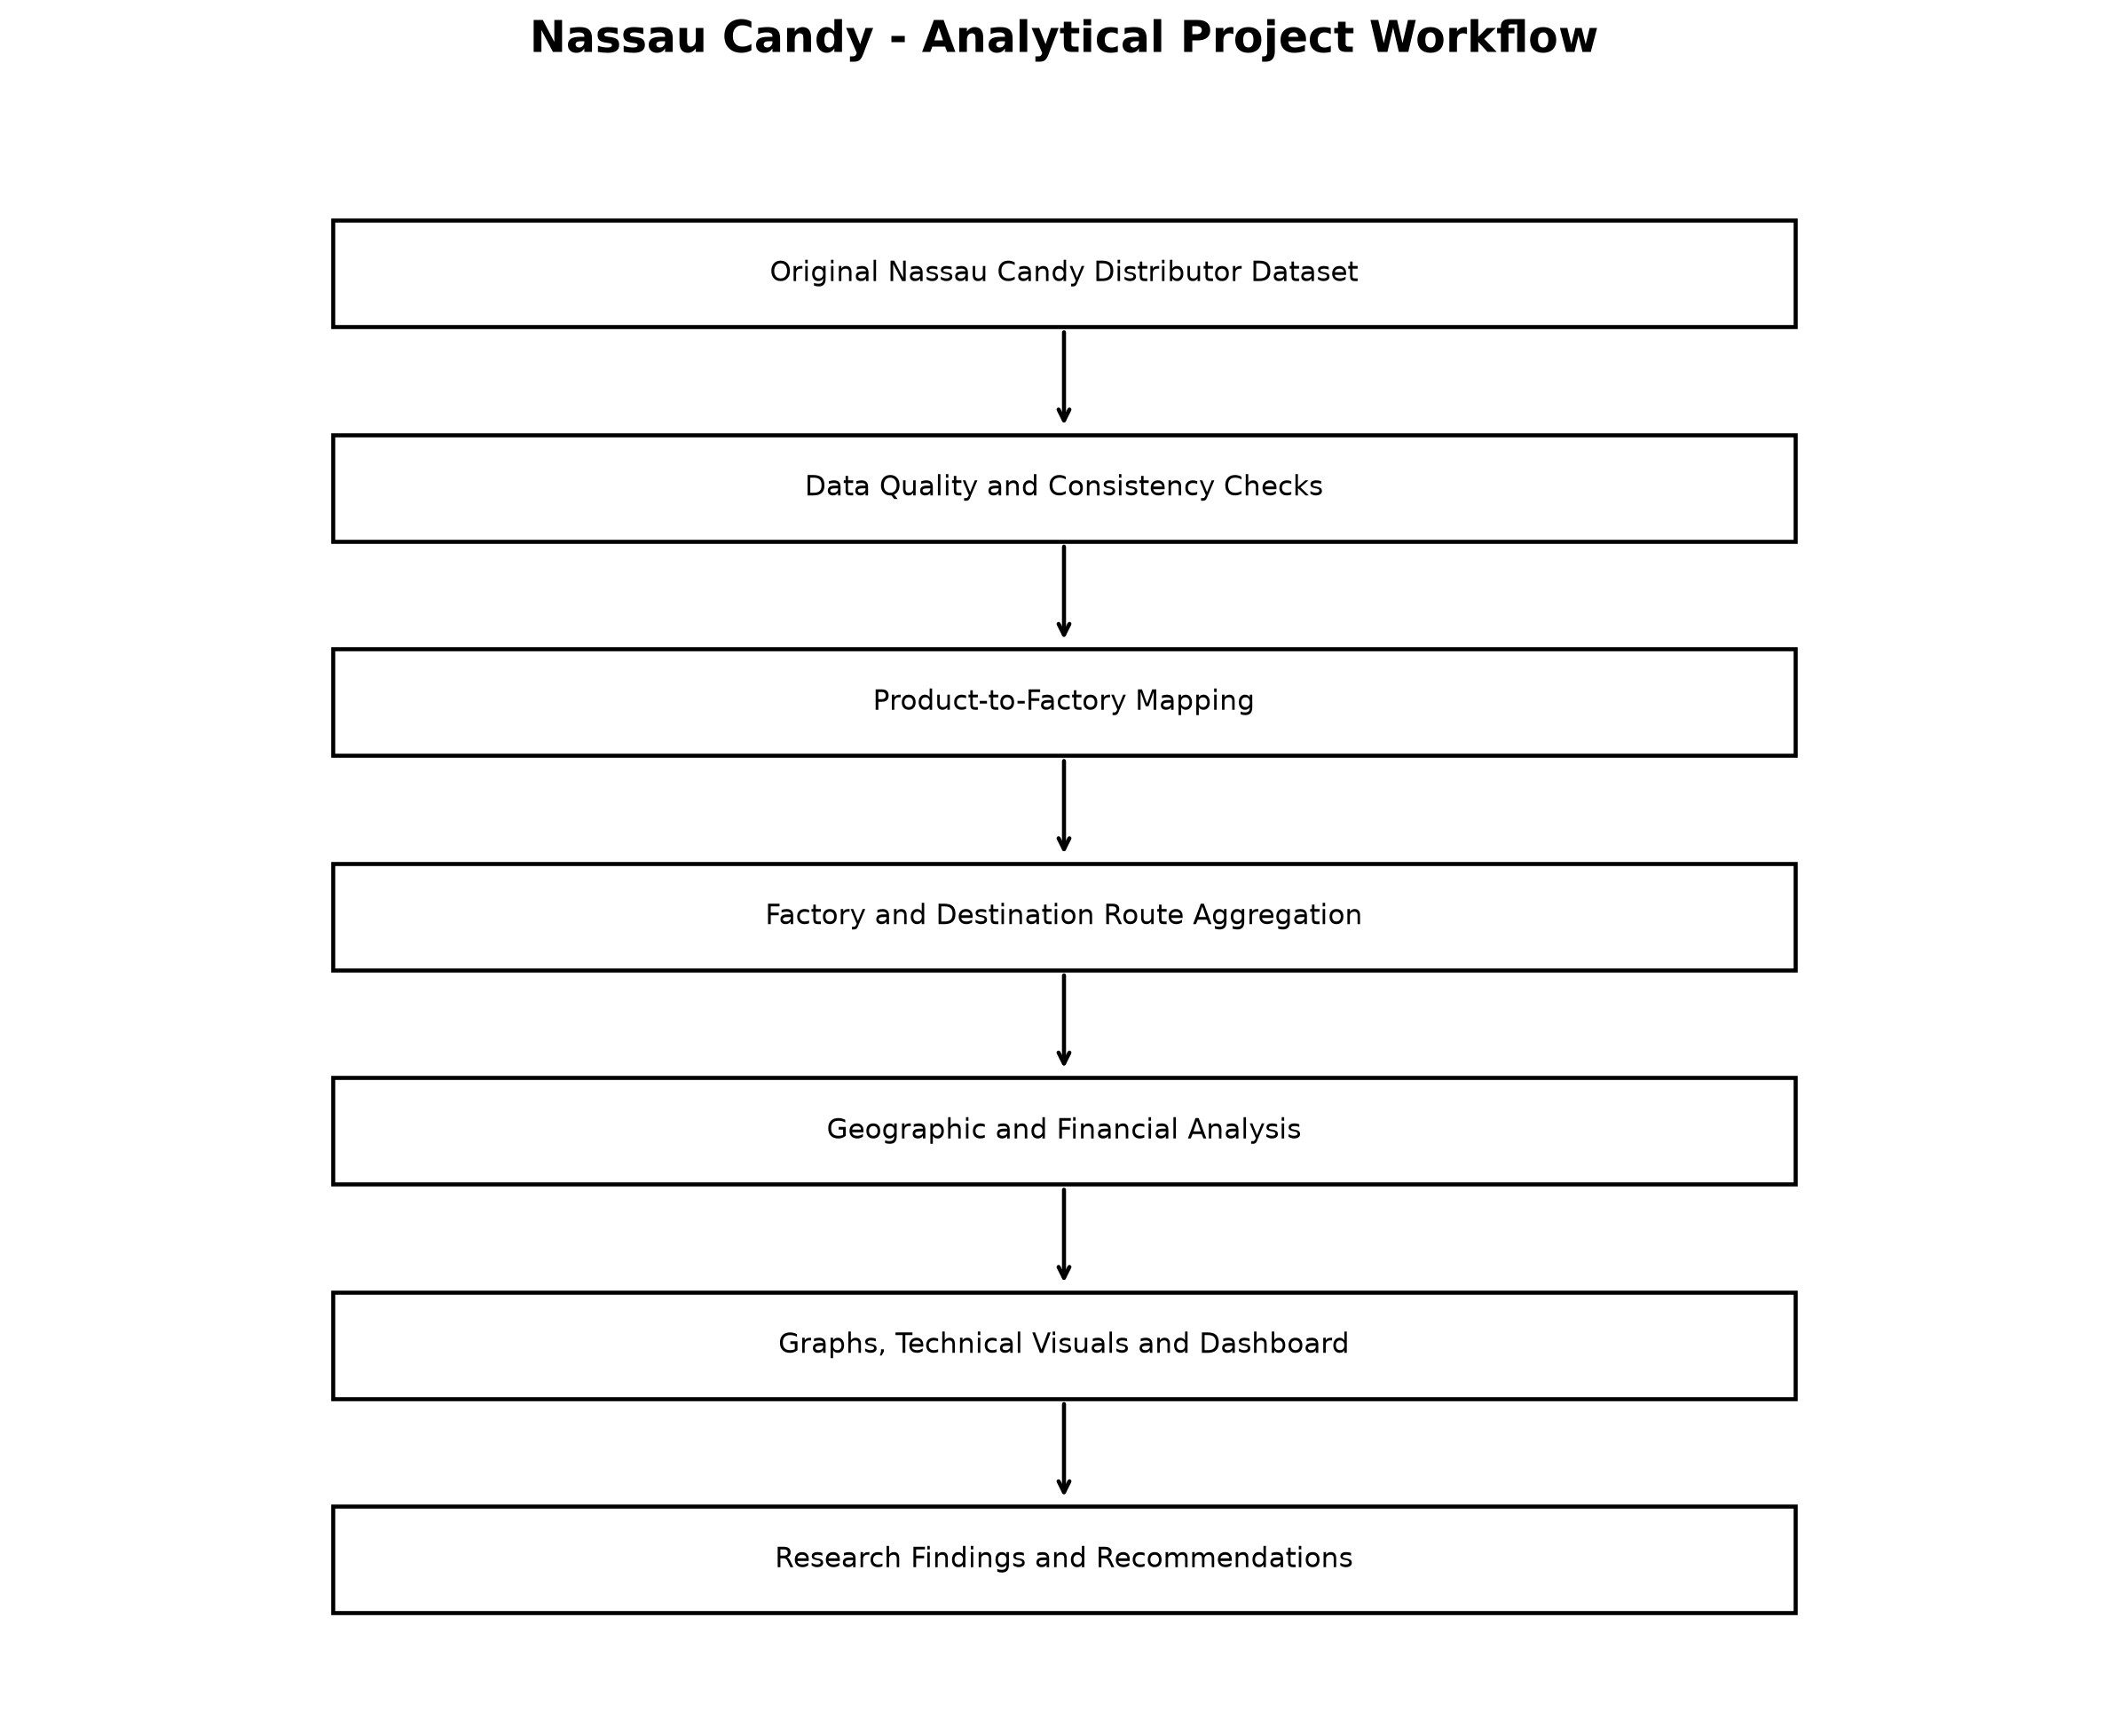 Nassau Candy - Analytical Project Workflow
Original Nassau Candy Distributor Dataset
Data Quality and Consistency Checks
Product-to-Factory Mapping
Factory and Destination Route Aggregation
Geographic and Financial Analysis
Graphs, Technical Visuals and Dashboard
Research Findings and Recommendations